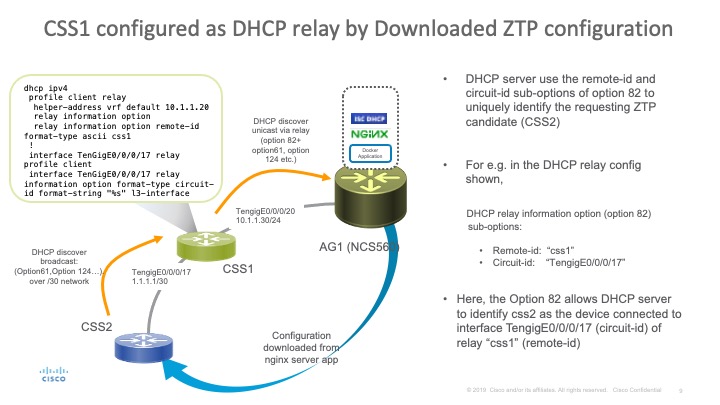 CSS1 configured as DHCP relay by Downloaded ZTP configuration
dhcp ipv4
profile client relay
helper-address vrf default 10.1.1.20
relay information option
relay information option remote-id
format-type ascii css1
!
interface TenGigE0/0/0/17 relay
profile client
interface TenGigE0/0/0/17 relay
information option format-type circuit-
id format-string "%s" l3-interface
DHCP discover
unicast via relay
(option 82+
option61, option
124 etc.)
ISC DHCP
NGINX
Docker
Application
TengigE0/0/0/20
10.1.1.30/24
AG1 (NCS56
CSS1
DHCP discover
broadcast:
(Option61,Option 124…),
over /30 network
TengigE0/0/0/17
1.1.1.1/30
CSS2
Configuration
downloaded from
nginx server app
• DHCP server use the remote-id and
circuit-id sub-options of option 82 to
uniquely identify the requesting ZTP
candidate (CSS2)
• For e.g. in the DHCP relay config
shown,
DHCP relay information option (option 82)
sub-options:
• Remote-id: “css1”
• Circuit-id: “TengigE0/0/0/17”
• Here, the Option 82 allows DHCP server
to identify css2 as the device connected to
interface TengigE0/0/0/17 (circuit-id) of
relay “css1” (remote-id)
CISCO
© 2019 Cisco and/or its affiliates. All rights reserved. Cisco Confidential
9